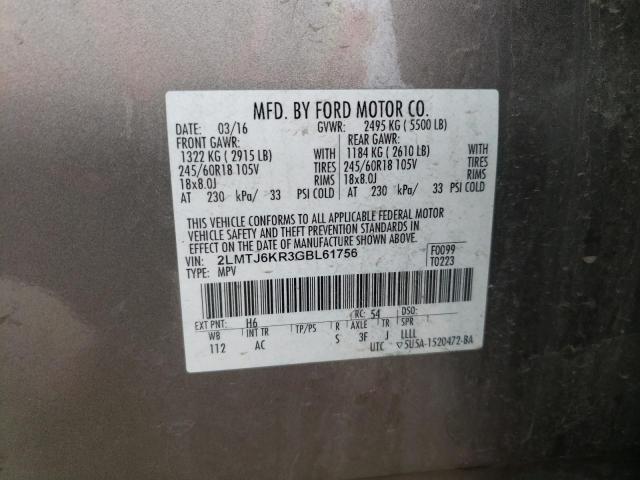 MFD. BY FORD MOTOR CO.
DATE: 03/16 GVWR: 2495 KG ( 5500 LB)
FRONT GAWR: REAR GAWR:
1322 KG ( 2915 LB) WITH 1184 KG ( 2610 LB) WITH
245/60R18 105V TIRES 245/60R18 105V TIRES
18x8.0J RIMS 18x8.0J RIMS
AT 230 kPa/ 33 PSI COLD AT 230 kPa/ 33 PSI COLD
THIS VEHICLE CONFORMS TO ALL APPLICABLE FEDERAL MOTOR
VEHICLE SAFETY AND THEFT PREVENTION STANDARDS IN
EFFECT ON THE DATE OF MANUFACTURE SHOWN ABOVE.
VIN: 2LMTJ6KR3GBL61756 F0099
TYPE: MPV T0223
EXT PNT: H6 RC: 54 DSO:
WB INT TR TP/PS R AXLE TR SPR
112 AC S 3F J LLLL
UTC ▽5U5A-1520472-BA